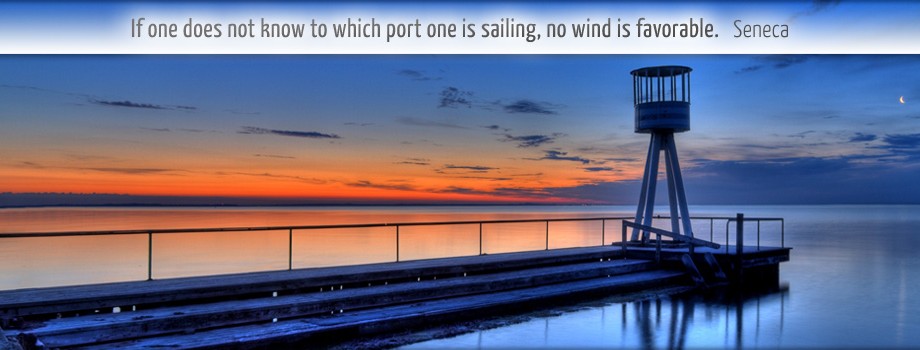 If one does not know to which port one is sailing, no wind is favorable. Seneca